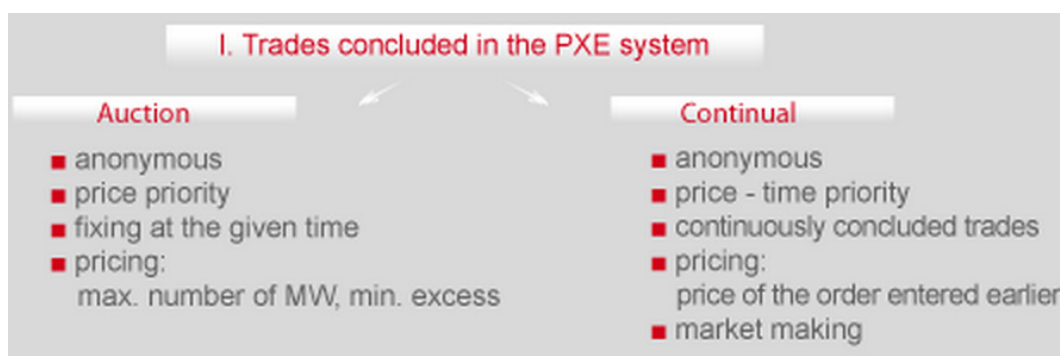 I. Trades concluded in the PXE system
Auction
anonymous
price priority
fixing at the given time
pricing:
max. number of MW, min. excess
Continual
anonymous
price - time priority
continuously concluded trades
pricing:
price of the order entered earlier
market making